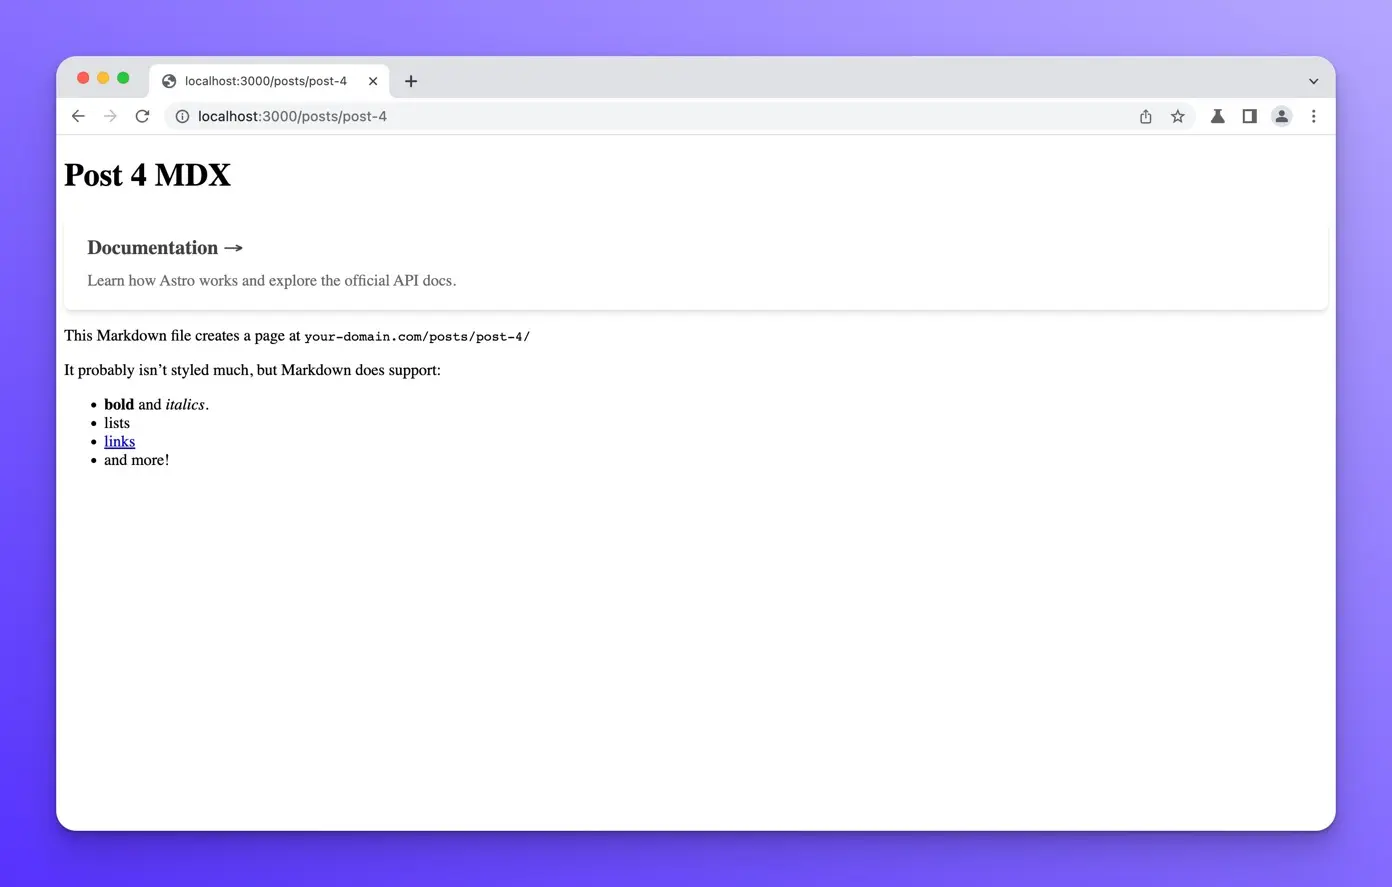 localhost:3000/posts/post-4
localhost:3000/posts/post-4
Post 4 MDX
Documentation →
Learn how Astro works and explore the official API docs.
This Markdown file creates a page at your-domain.com/posts/post-4/
It probably isn’t styled much, but Markdown does support:
• bold and italics.
• lists
• links
• and more!